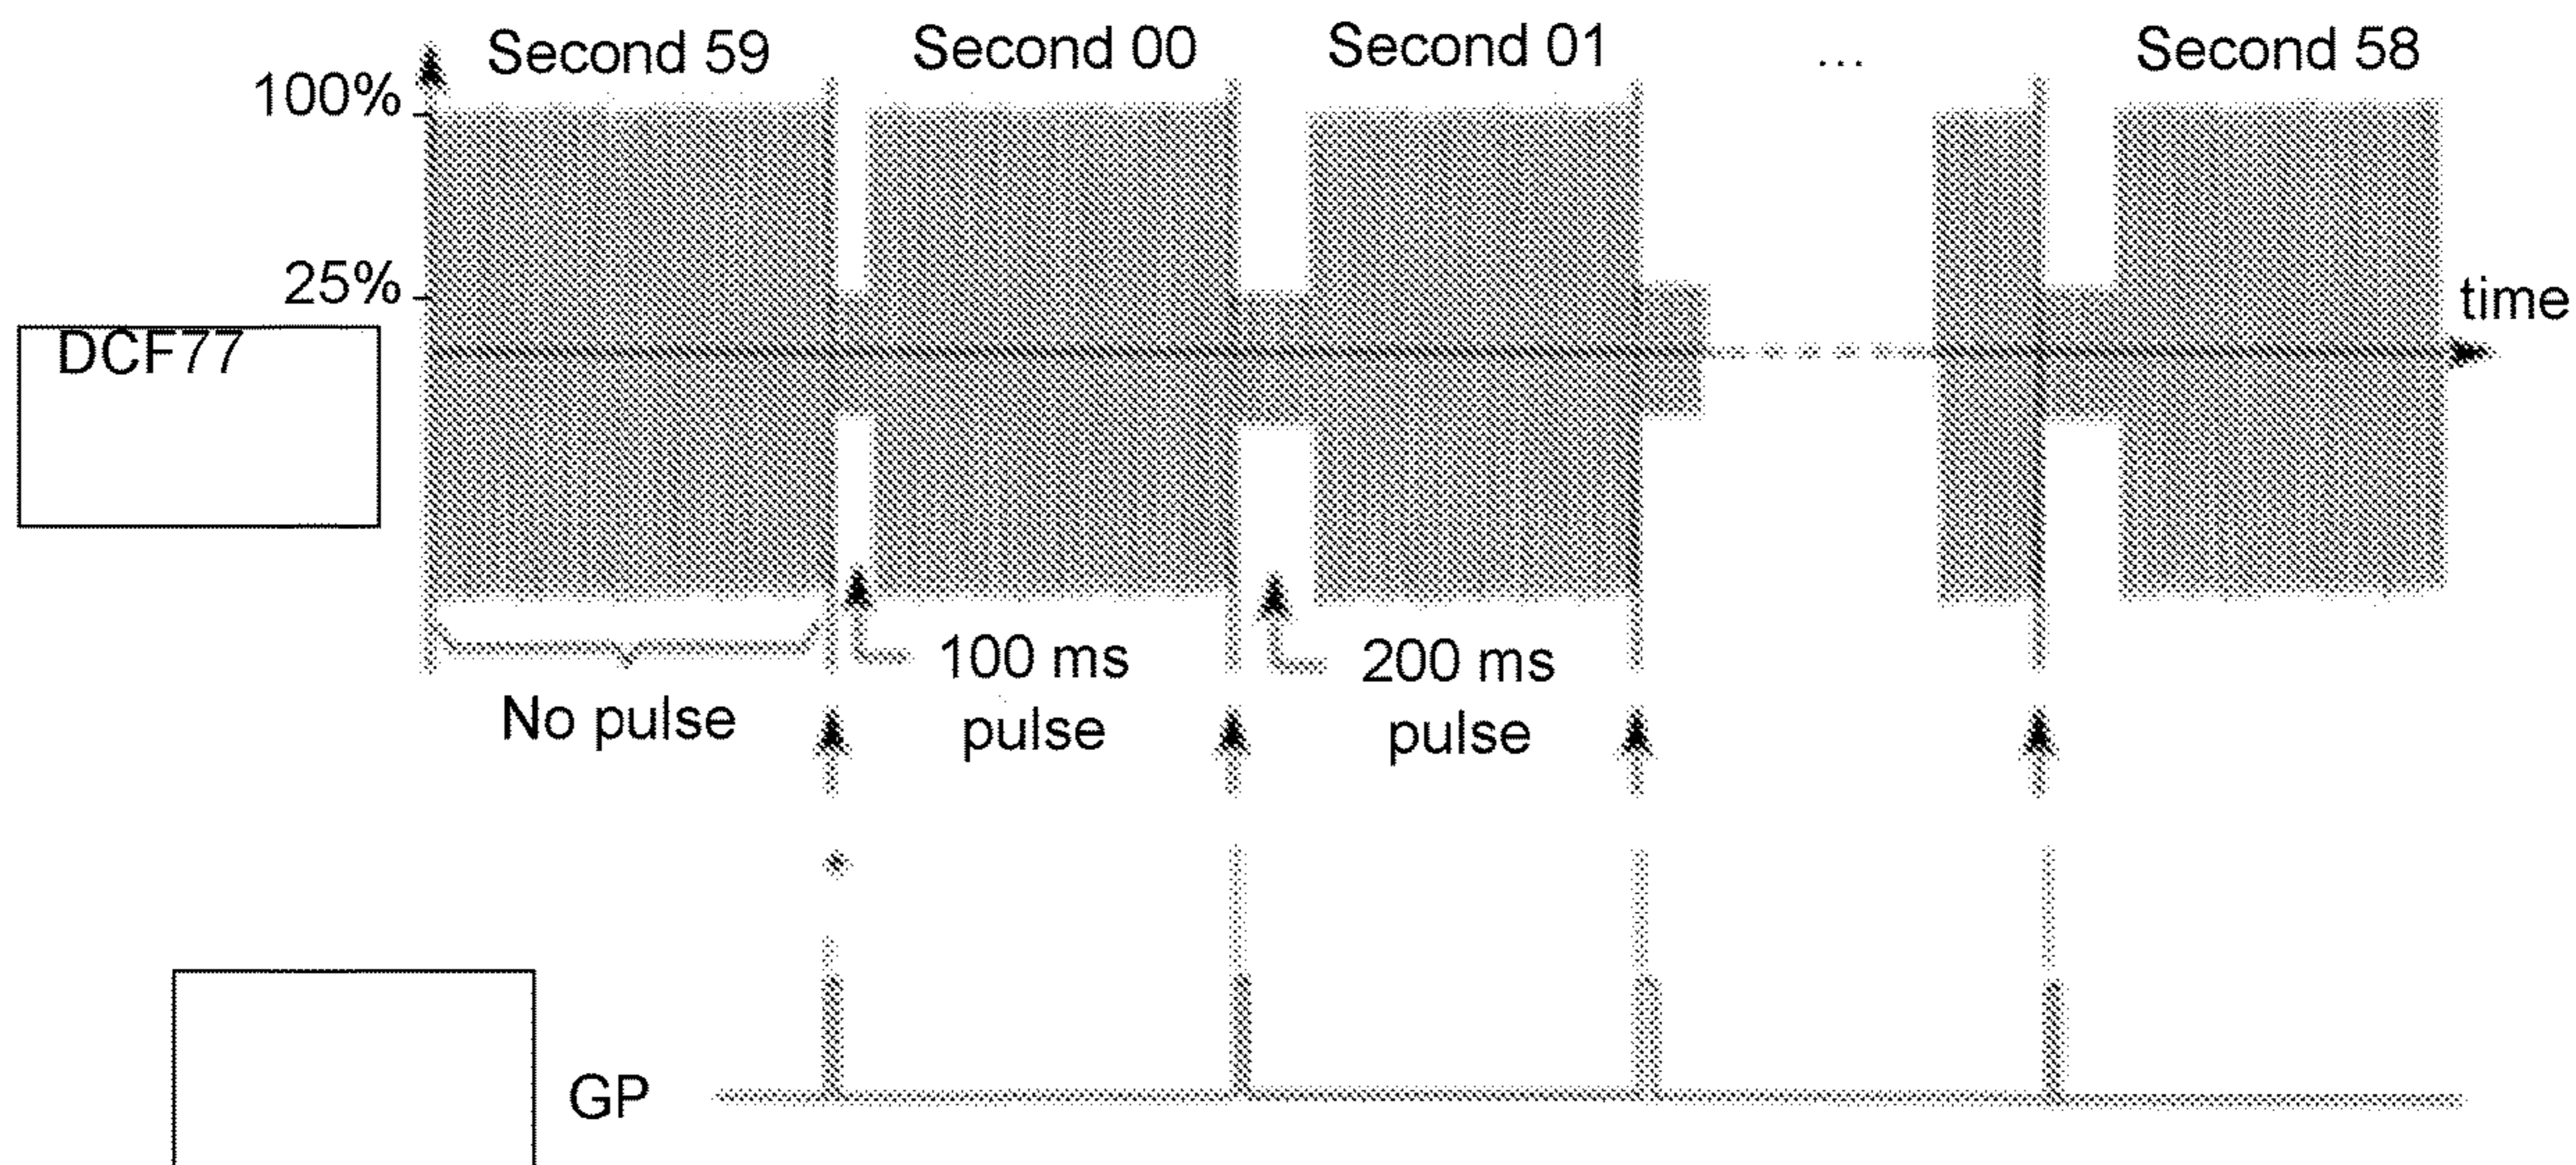 Second 59
Second 00
Second 01
...
Second 58
100%
25%
time
DCF77
100 ms
pulse
200 ms
pulse
No pulse
GP